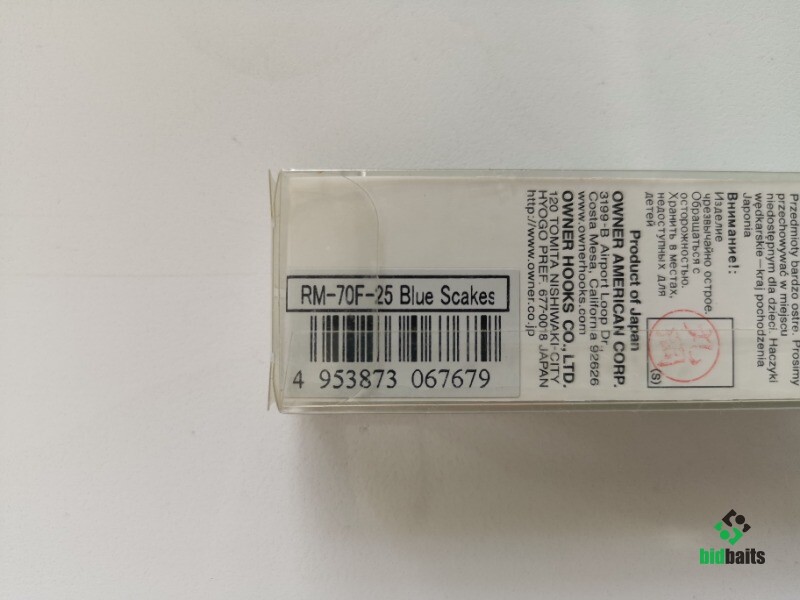 RM-70F-25 Blue Scakes
4 953873 067679
Przedmioty bardzo ostre. Prosimy
przechowywać w miejscu
niedostępnym dla dzieci. Haczyki
wędkarskie—kraj pochodzenia
Japonia
Внимание!:
Изделие
чрезвычайно острое.
Обращаться с
осторожностью.
Хранить в местах,
недоступных для
детей
(S)
Product of Japan
OWNER AMERICAN CORP.
3199-B Airport Loop Dr.,
Costa Mesa, California 92626
www.ownerhooks.com
OWNER HOOKS CO.,LTD.
120 TOMITA NISHIWAKI-CITY
HYOGO PREF. 677-0018 JAPAN
http://www.owner.co.jp
bidbaits